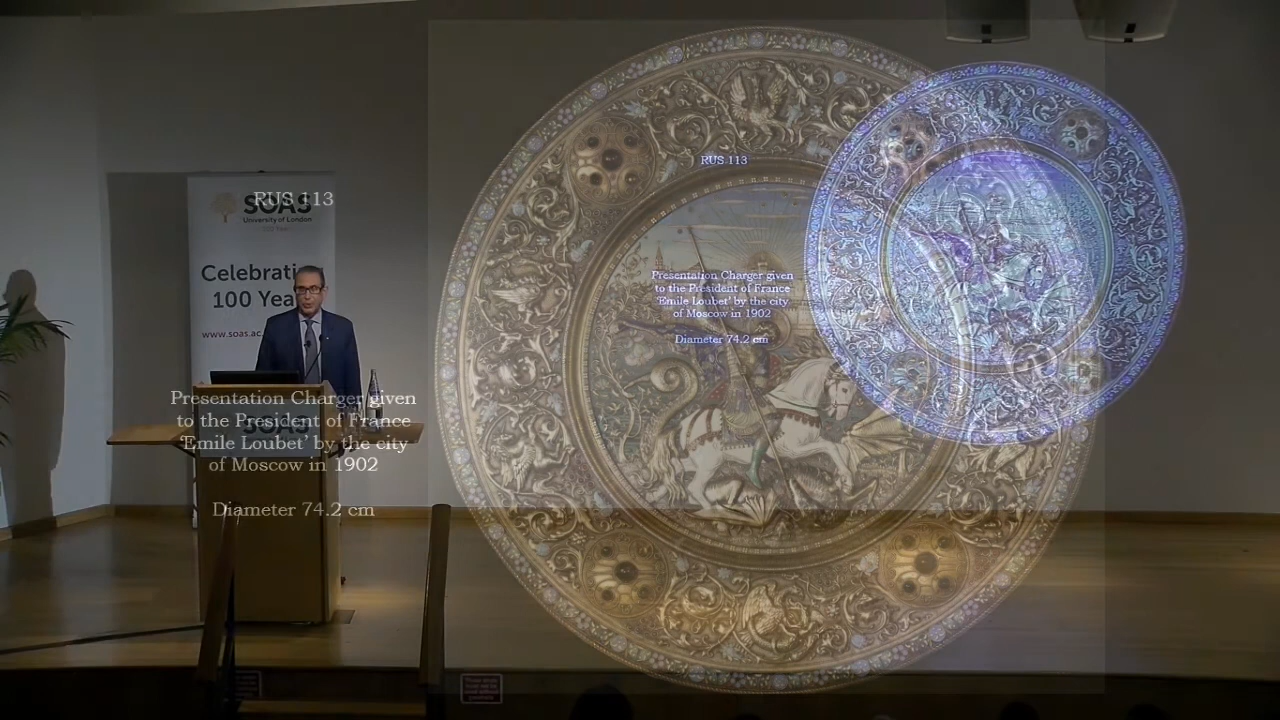 RUS 113
SOAS
University of London
Celebrati
100 Yea
www.soas.ac.
Presentation Charger given
to the President of France
'Emile Loubet' by the city
of Moscow in 1902
Diameter 74.2 cm
SOAS
RUS 113
Presentation Charger given
to the President of France
'Emile Loubet' by the city
of Moscow in 1902
Diameter 74.2 cm